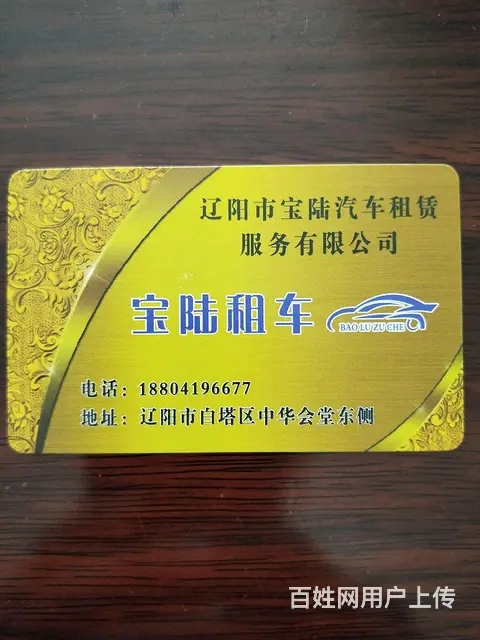 辽阳市宝陆汽车租赁
服务有限公司
宝陆租车
BAO LU ZU CHE
电话：18804196677
地址：辽阳市白塔区中华会堂东侧
百姓网用户上传